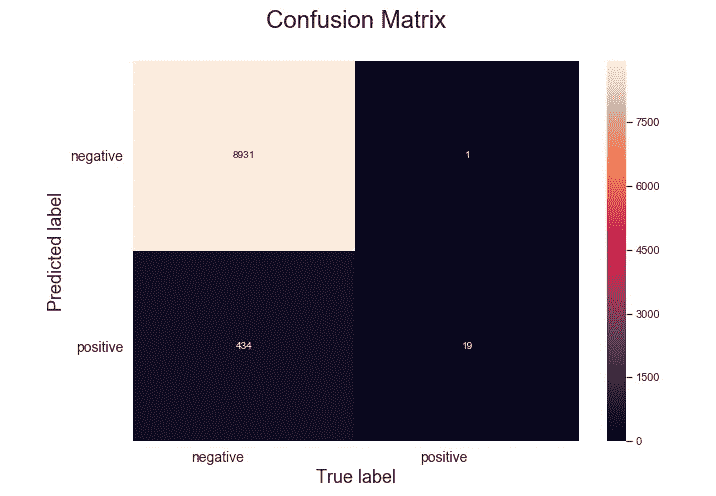 Confusion Matrix
negative
8931
1
positive
434
19
negative
positive
Predicted label
True label
7500
6000
4500
3000
1500
0